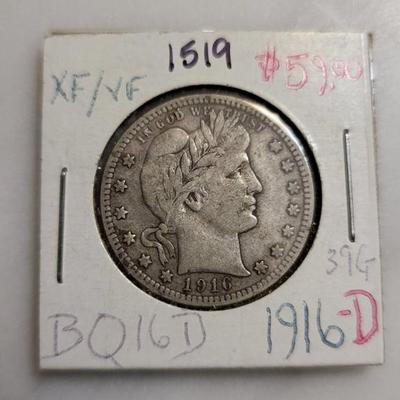 1519
$59.00
XF/VF
IN GOD WE TRUST
1916
39G
BQ16D
1916-D